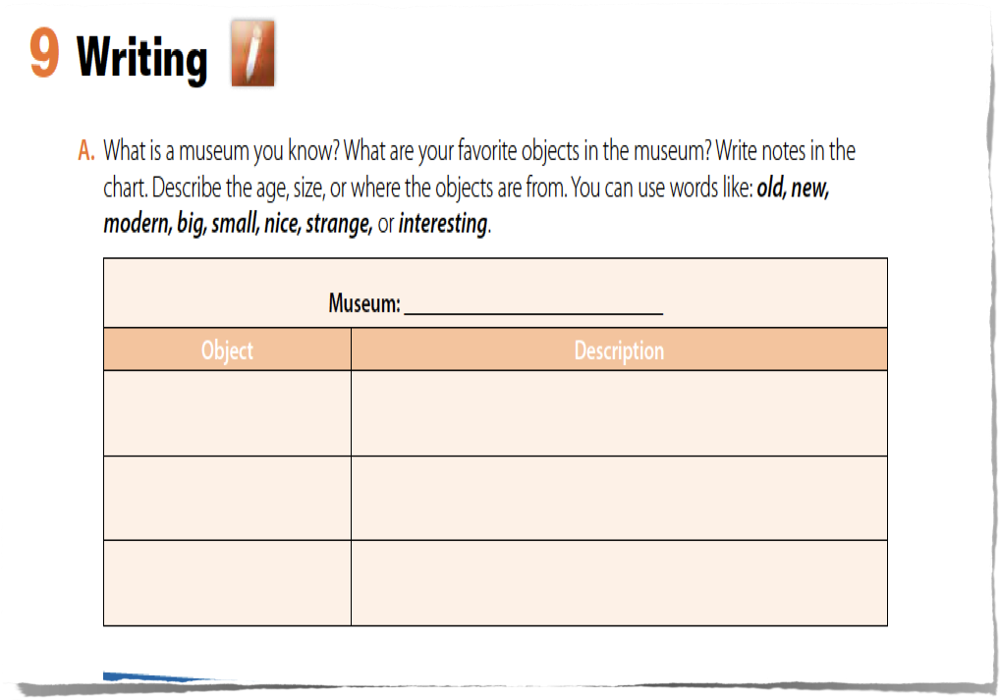 9 Writing
A. What is a museum you know? What are your favorite objects in the museum? Write notes in the
chart. Describe the age, size, or where the objects are from. You can use words like: old, new,
modern, big, small, nice, strange, or interesting.
Museum: ________________________
Object Description